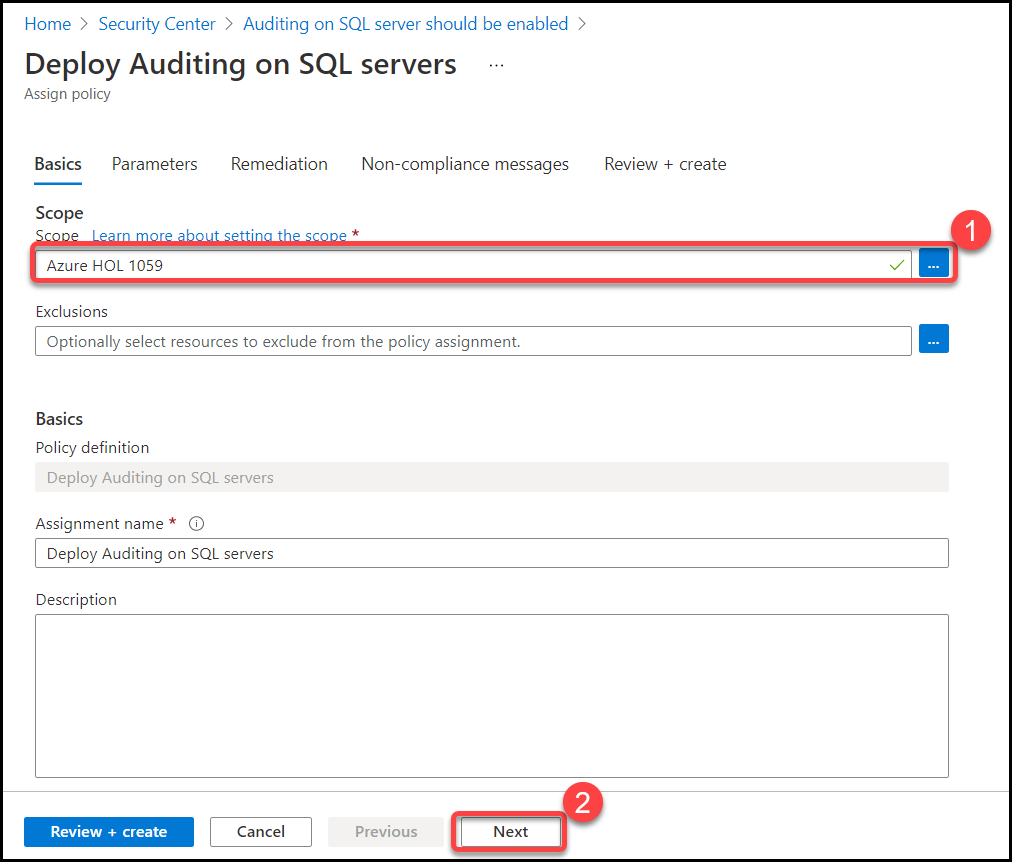 Home > Security Center > Auditing on SQL server should be enabled >
Deploy Auditing on SQL servers ...
Assign policy
Basics Parameters Remediation Non-compliance messages Review + create
Scope
Scope Learn more about setting the scope *
1
Azure HOL 1059 ...
Exclusions
Optionally select resources to exclude from the policy assignment. ...
Basics
Policy definition
Deploy Auditing on SQL servers
Assignment name *
Deploy Auditing on SQL servers
Description
2
Review + create Cancel Previous Next